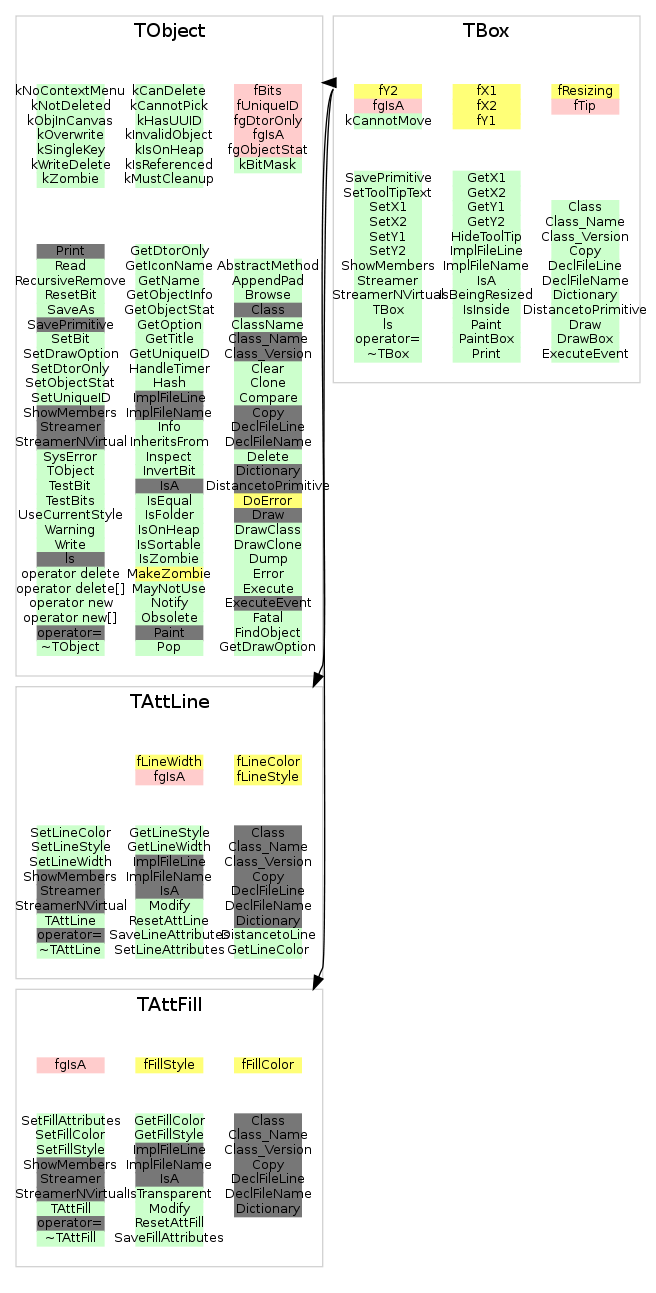 TObject
kNoContextMenu kCanDelete fBits
kNotDeleted kCannotPick fUniqueID
kObjInCanvas kHasUUID fgDtorOnly
kOverwrite kInvalidObject fgIsA
kSingleKey kIsOnHeap fgObjectStat
kWriteDelete kIsReferenced kBitMask
kZombie kMustCleanup
Print GetDtorOnly
Read GetIconName AbstractMethod
RecursiveRemove GetName AppendPad
ResetBit GetObjectInfo Browse
SaveAs GetObjectStat Class
SavePrimitive GetOption ClassName
SetBit GetTitle Class_Name
SetDrawOption GetUniqueID Class_Version
SetDtorOnly HandleTimer Clear
SetObjectStat Hash Clone
SetUniqueID ImplFileLine Compare
ShowMembers ImplFileName Copy
Streamer Info DeclFileLine
StreamerNVirtual InheritsFrom DeclFileName
SysError Inspect Delete
TObject InvertBit Dictionary
TestBit IsA DistancetoPrimitive
TestBits IsEqual DoError
UseCurrentStyle IsFolder Draw
Warning IsOnHeap DrawClass
Write IsSortable DrawClone
ls IsZombie Dump
operator delete MakeZombie Error
operator delete[] MayNotUse Execute
operator new Notify ExecuteEvent
operator new[] Obsolete Fatal
operator= Paint FindObject
~TObject Pop GetDrawOption
TBox
fY2 fX1 fResizing
fgIsA fX2 fTip
kCannotMove fY1
SavePrimitive GetX1
SetToolTipText GetX2
SetX1 GetY1 Class
SetX2 GetY2 Class_Name
SetY1 HideToolTip Class_Version
SetY2 ImplFileLine Copy
ShowMembers ImplFileName DeclFileLine
Streamer IsA DeclFileName
StreamerNVirtual IsBeingResized Dictionary
TBox IsInside DistancetoPrimitive
ls Paint Draw
operator= PaintBox DrawBox
~TBox Print ExecuteEvent
TAttLine
fLineWidth fLineColor
fgIsA fLineStyle
SetLineColor GetLineStyle Class
SetLineStyle GetLineWidth Class_Name
SetLineWidth ImplFileLine Class_Version
ShowMembers ImplFileName Copy
Streamer IsA DeclFileLine
StreamerNVirtual Modify DeclFileName
TAttLine ResetAttLine Dictionary
operator= SaveLineAttributes DistancetoLine
~TAttLine SetLineAttributes GetLineColor
TAttFill
fgIsA fFillStyle fFillColor
SetFillAttributes GetFillColor Class
SetFillColor GetFillStyle Class_Name
SetFillStyle ImplFileLine Class_Version
ShowMembers ImplFileName Copy
Streamer IsA DeclFileLine
StreamerNVirtual IsTransparent DeclFileName
TAttFill Modify Dictionary
operator= ResetAttFill
~TAttFill SaveFillAttributes